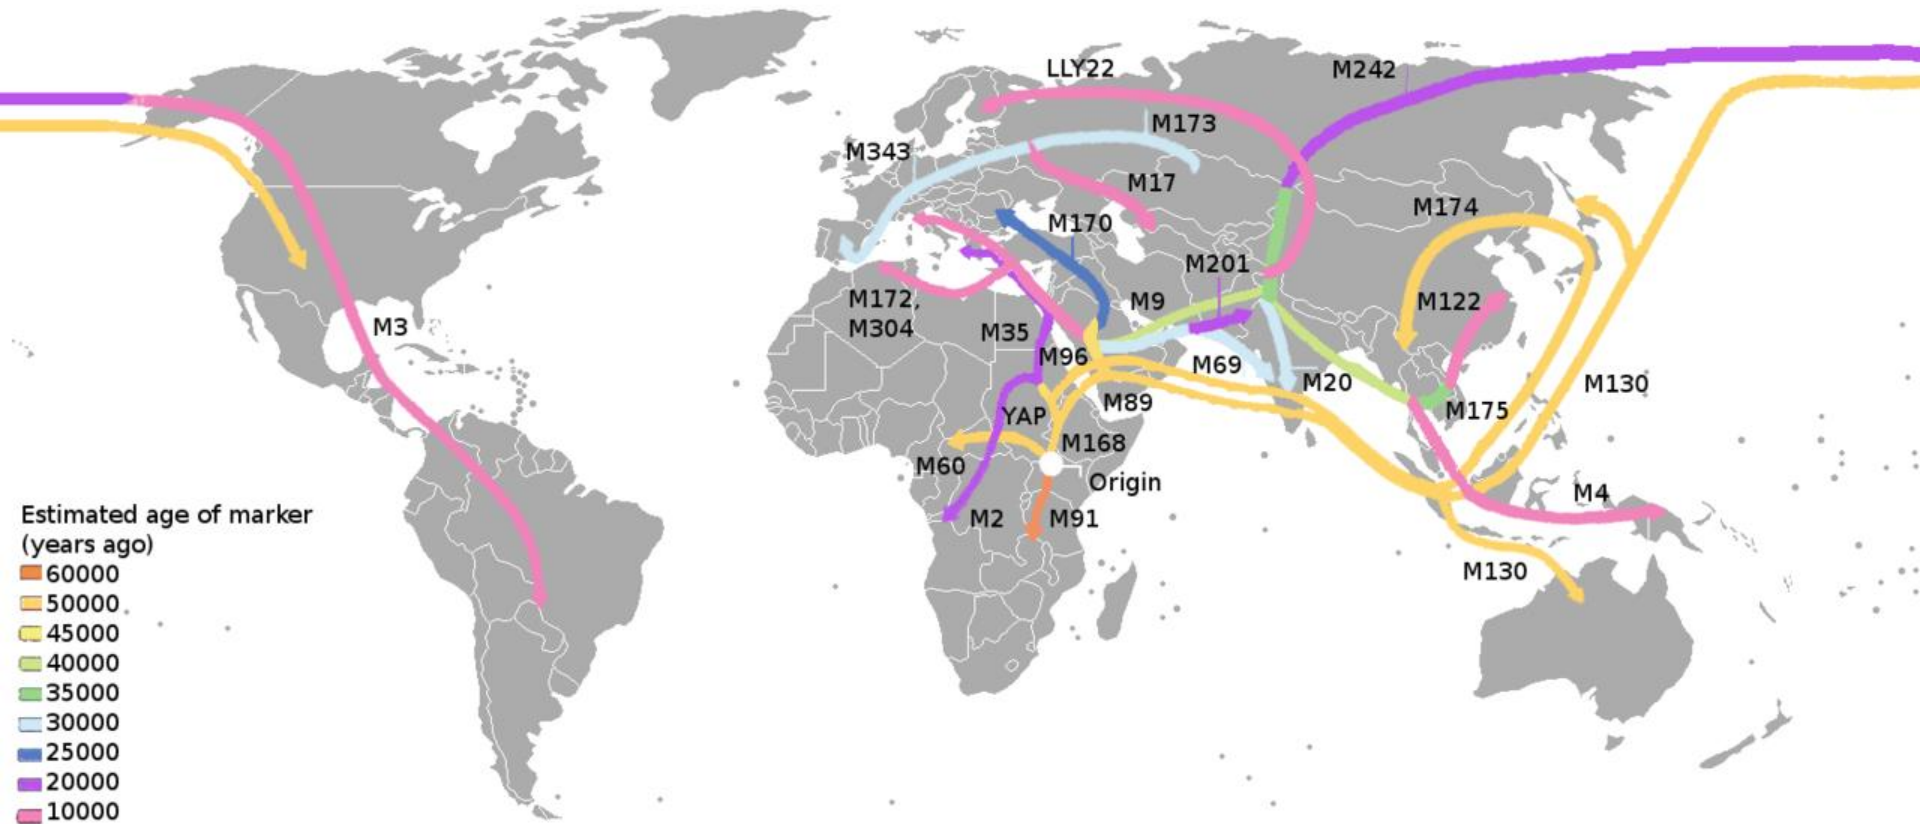 LLY22
M242
M173
M343
M17
M174
M170
M201
M172,
M304
M9
M122
M3
M35
M96
M69
M20
M130
M89
M175
YAP
M168
M60
Origin
M4
M2
M91
M130
Estimated age of marker
(years ago)
60000
50000
45000
40000
35000
30000
25000
20000
10000